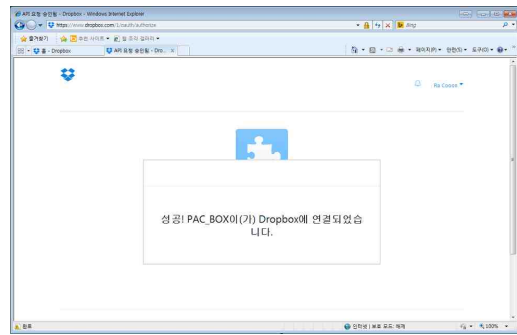 API 요청 승인됨 - Dropbox - Windows Internet Explorer
https://www.dropbox.com/1/oauth/authorize
Bing
즐겨찾기 추천 사이트 웹 조각 갤러리
홈 - Dropbox API 요청 승인됨 - Dro... x 페이지(P) 안전(S) 도구(O)
Ra Conon
성공! PAC_BOX이(가) Dropbox에 연결되었습
니다.
완료 인터넷 | 보호 모드: 해제 100%